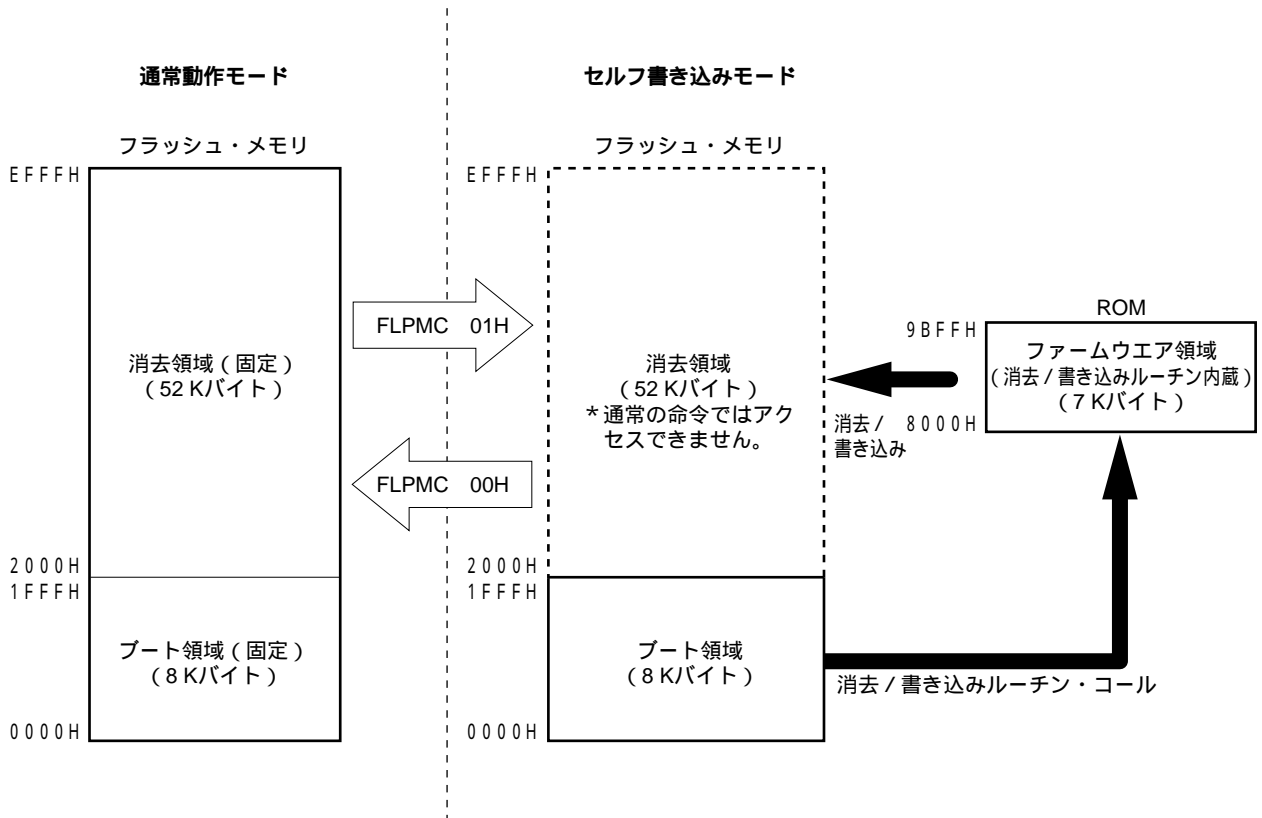 通常動作モード
フラッシュ・メモリ
EFFFH
消去領域(固定)
(52 Kバイト)
2000H
1FFFH
ブート領域(固定)
(8 Kバイト)
0000H
FLPMC 01H
FLPMC 00H
セルフ書き込みモード
フラッシュ・メモリ
EFFFH
消去領域
(52 Kバイト)
*通常の命令ではアク
セスできません。
2000H
1FFFH
ブート領域
(8 Kバイト)
0000H
ROM
9BFFH
ファームウエア領域
(消去/書き込みルーチン内蔵)
(7 Kバイト)
8000H
消去/
書き込み
消去/書き込みルーチン・コール